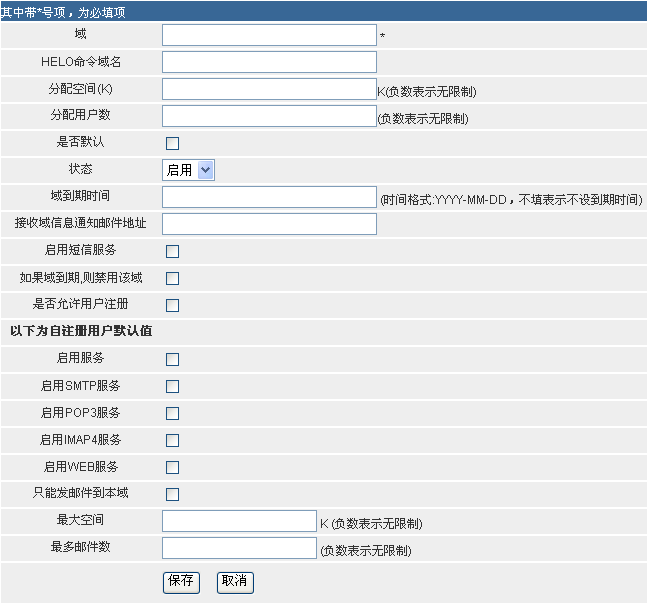 其中带*号项，为必填项
域 *
HELO命令域名
分配空间(K) K(负数表示无限制)
分配用户数 (负数表示无限制)
是否默认
状态 启用
域到期时间 (时间格式:YYYY-MM-DD，不填表示不设到期时间)
接收域信息通知邮件地址
启用短信服务
如果域到期,则禁用该域
是否允许用户注册
以下为自注册用户默认值
启用服务
启用SMTP服务
启用POP3服务
启用IMAP4服务
启用WEB服务
只能发邮件到本域
最大空间 K (负数表示无限制)
最多邮件数 (负数表示无限制)
保存 取消